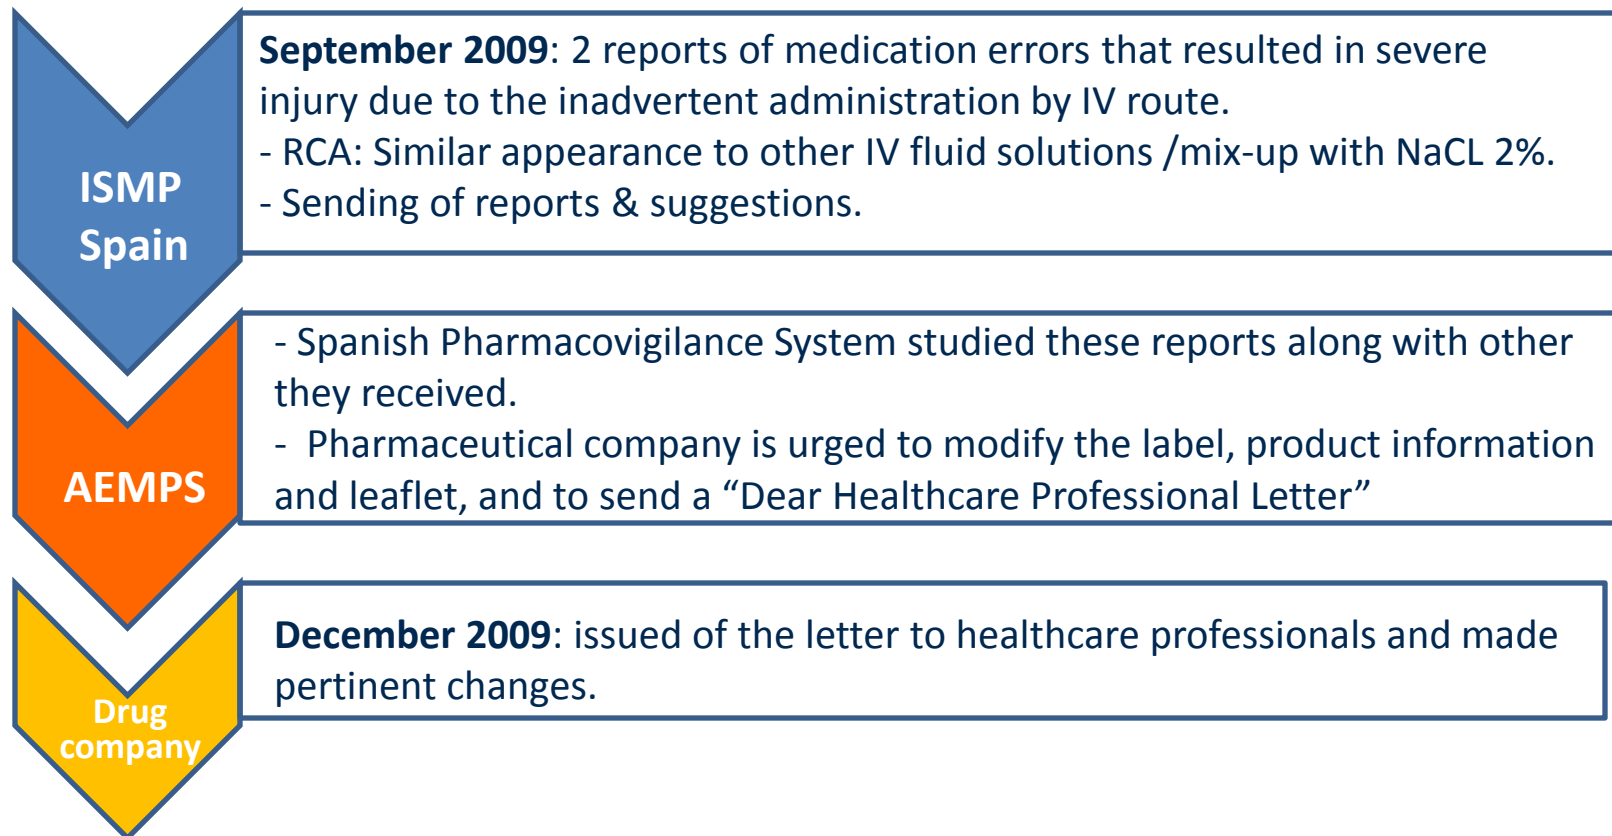 ISMP
Spain
September 2009: 2 reports of medication errors that resulted in severe
injury due to the inadvertent administration by IV route.
- RCA: Similar appearance to other IV fluid solutions /mix-up with NaCL 2%.
- Sending of reports & suggestions.
AEMPS
- Spanish Pharmacovigilance System studied these reports along with other
they received.
- Pharmaceutical company is urged to modify the label, product information
and leaflet, and to send a “Dear Healthcare Professional Letter”
Drug
company
December 2009: issued of the letter to healthcare professionals and made
pertinent changes.